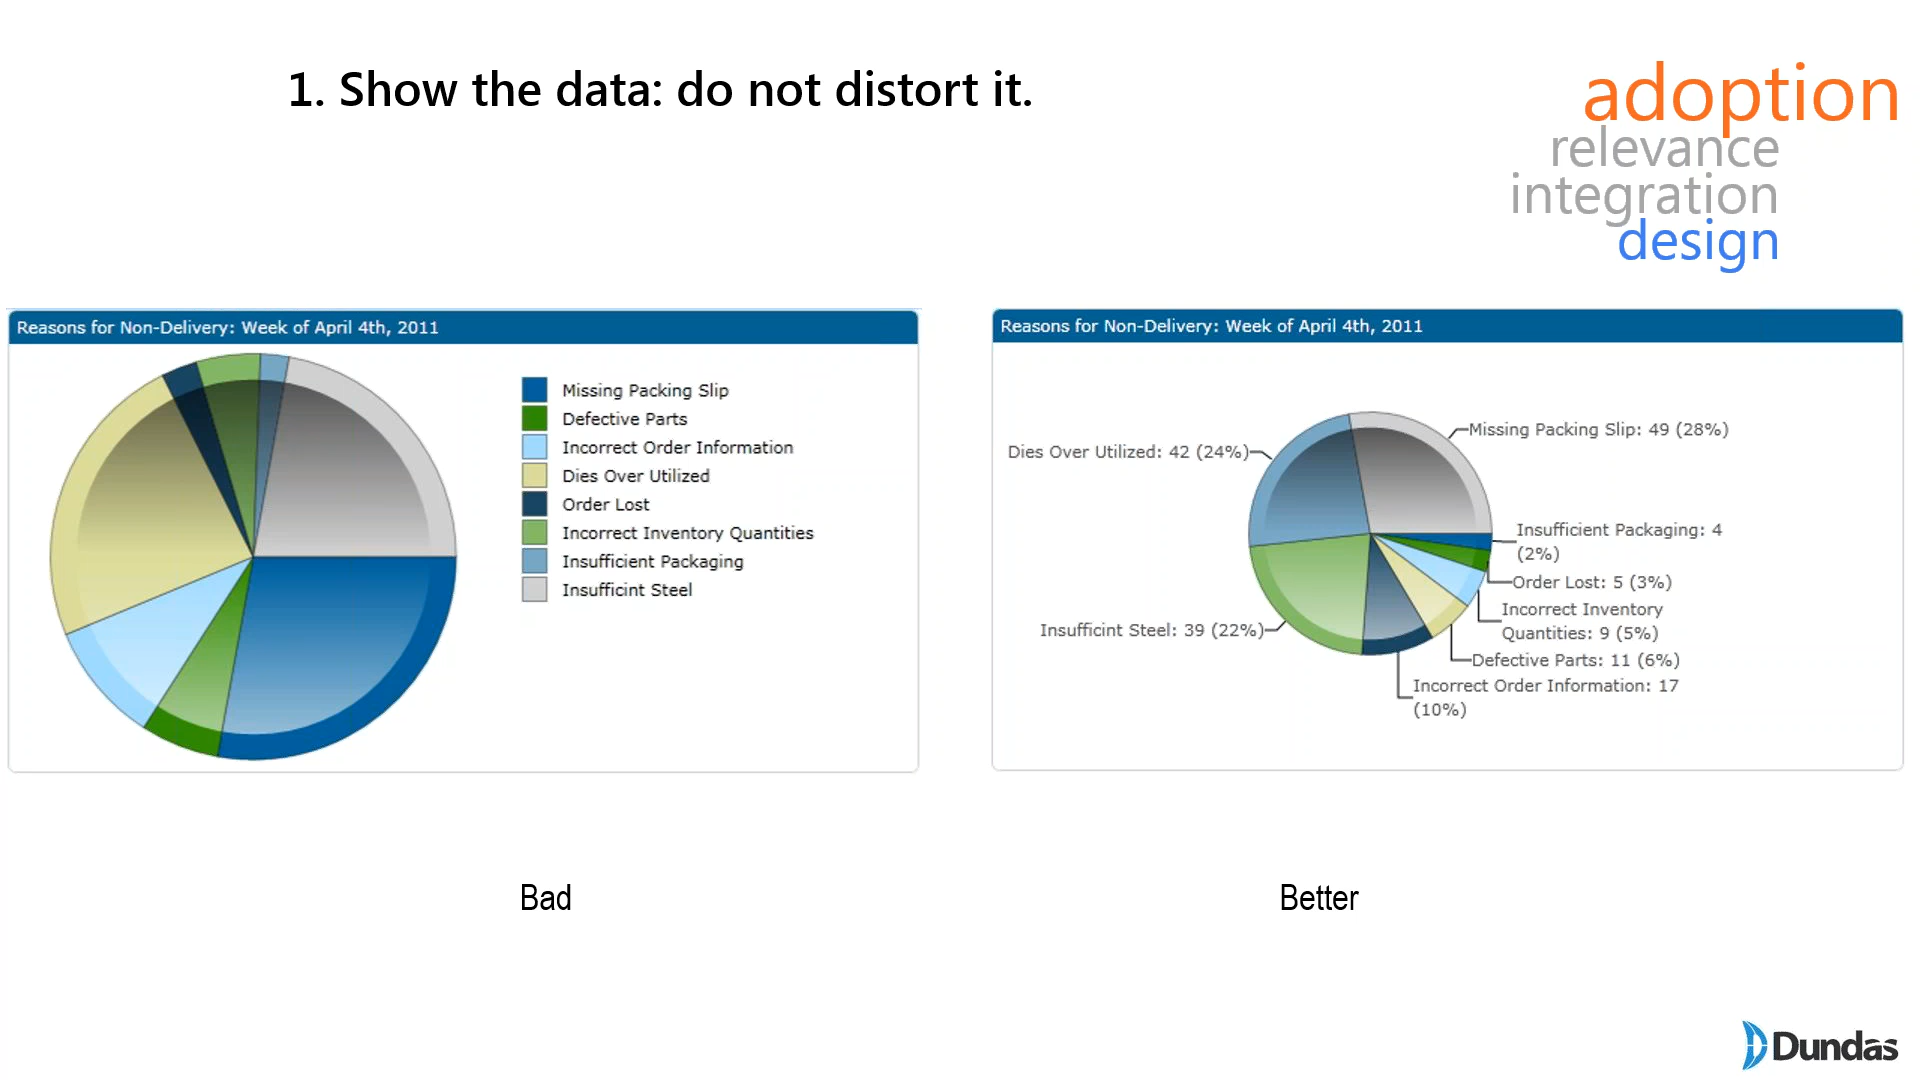 1. Show the data: do not distort it.
adoption
relevance
integration
design
Reasons for Non-Delivery: Week of April 4th, 2011
Missing Packing Slip
Defective Parts
Incorrect Order Information
Dies Over Utilized
Order Lost
Incorrect Inventory Quantities
Insufficient Packaging
Insufficint Steel
Bad
Reasons for Non-Delivery: Week of April 4th, 2011
Missing Packing Slip: 49 (28%)
Dies Over Utilized: 42 (24%)
Insufficient Packaging: 4
(2%)
Order Lost: 5 (3%)
Incorrect Inventory
Quantities: 9 (5%)
Insufficint Steel: 39 (22%)
Defective Parts: 11 (6%)
Incorrect Order Information: 17
(10%)
Better
Dundas